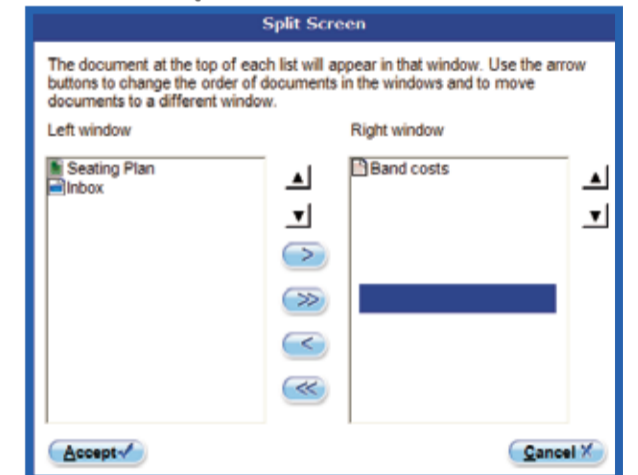 Split Screen
The document at the top of each list will appear in that window. Use the arrow
buttons to change the order of documents in the windows and to move
documents to a different window.
Left window
Right window
Seating Plan
Inbox
Band costs
>
>>
<
<<
Accept
Cancel